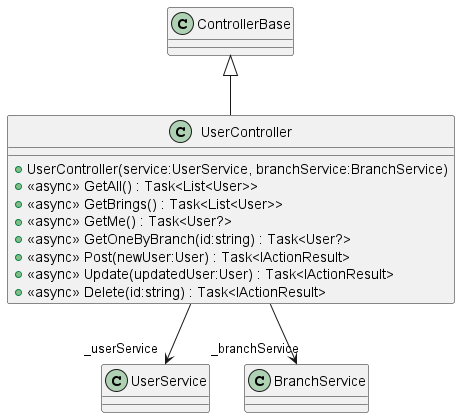 C ControllerBase
C UserController
UserController(service:UserService, branchService:BranchService)
«async» GetAll() : Task<List<User>>
«async» GetBrings() : Task<List<User>>
«async» GetMe() : Task<User?>
«async» GetOneByBranch(id:string) : Task<User?>
«async» Post(newUser:User) : Task<IActionResult>
«async» Update(updatedUser:User) : Task<IActionResult>
«async» Delete(id:string) : Task<IActionResult>
_userService _branchService
C UserService C BranchService